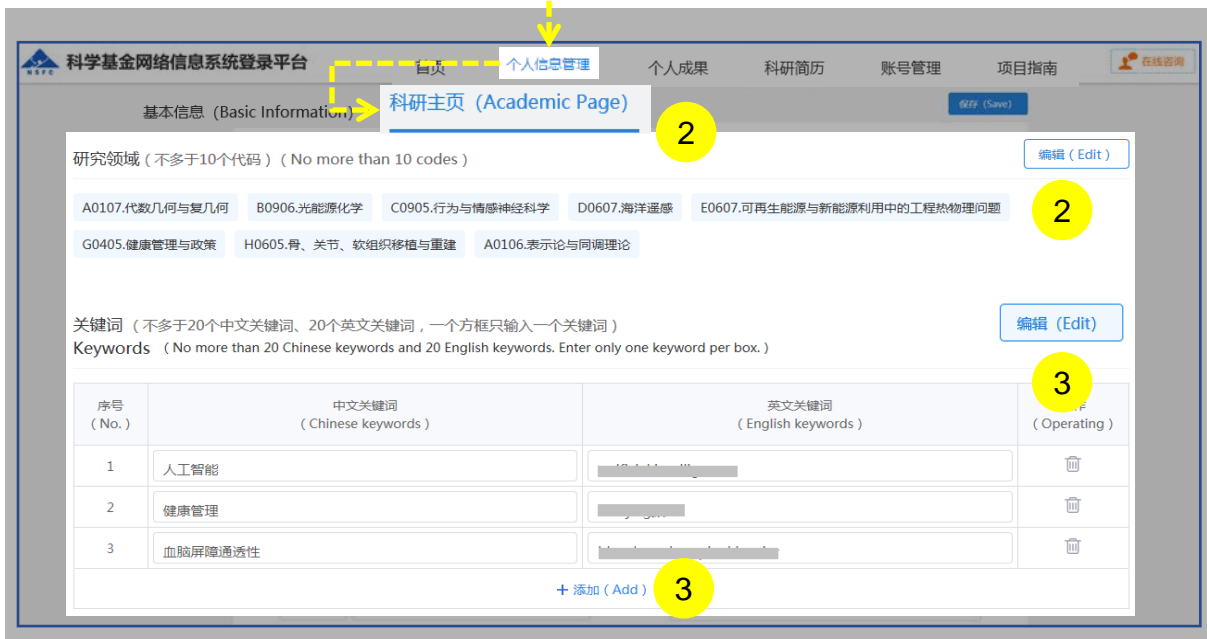 NSFC
科学基金网络信息系统登录平台
首页 个人信息管理 个人成果 科研简历 账号管理 项目指南
在线咨询
基本信息（Basic Information） 科研主页（Academic Page）
保存（Save）
2
研究领域（不多于10个代码）（No more than 10 codes）
编辑（Edit）
A0107.代数几何与复几何 B0906.光能源化学 C0905.行为与情感神经科学 D0607.海洋遥感 E0607.可再生能源与新能源利用中的工程热物理问题
2
G0405.健康管理与政策 H0605.骨、关节、软组织移植与重建 A0106.表示论与同调理论
关键词（不多于20个中文关键词、20个英文关键词，一个方框只输入一个关键词）
编辑（Edit）
Keywords （No more than 20 Chinese keywords and 20 English keywords. Enter only one keyword per box.）
3
序号 中文关键词 英文关键词
（No.） （Chinese keywords） （English keywords） （Operating）
1 人工智能
2 健康管理
3 血脑屏障通透性
+ 添加（Add） 3